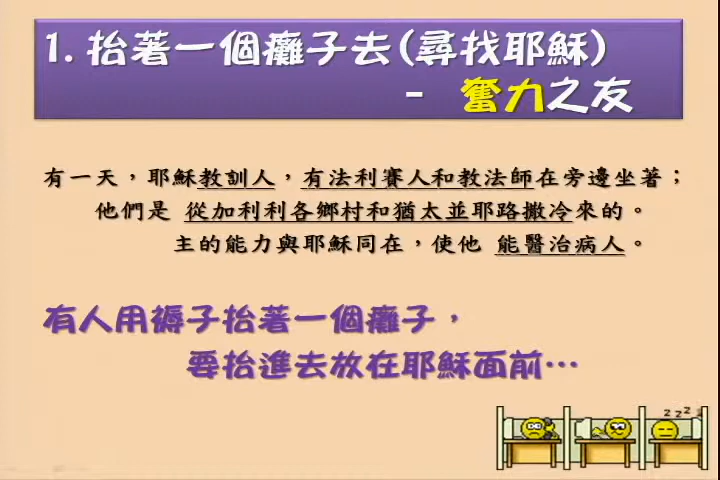 1. 抬著一個癱子去(尋找耶穌)
- 奮力之友
有一天，耶穌教訓人，有法利賽人和教法師在旁邊坐著；
他們是 從加利利各鄉村和猶太並耶路撒冷來的。
主的能力與耶穌同在，使他 能醫治病人。
有人用褥子抬著一個癱子，
要抬進去放在耶穌面前…
z z z z